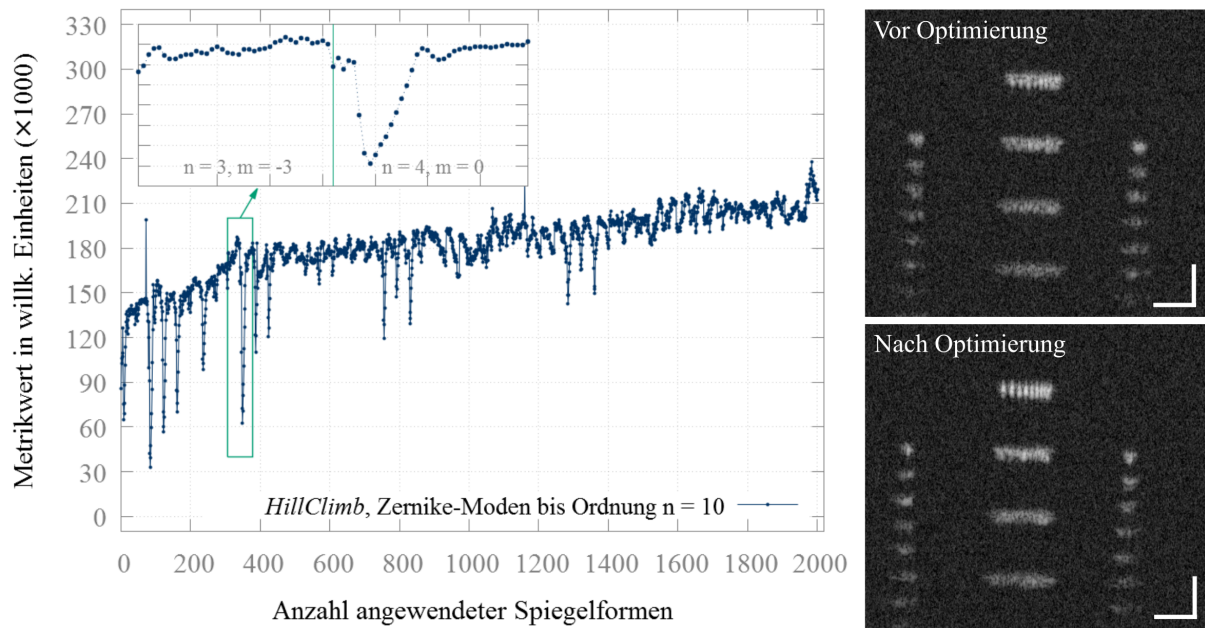 Metrikwert in willk. Einheiten (×1000)
330
300
270
240
210
180
150
120
90
60
30
0
n = 3, m = -3
n = 4, m = 0
HillClimb, Zernike-Moden bis Ordnung n = 10
0 200 400 600 800 1000 1200 1400 1600 1800 2000
Anzahl angewendeter Spiegelformen
Vor Optimierung
Nach Optimierung